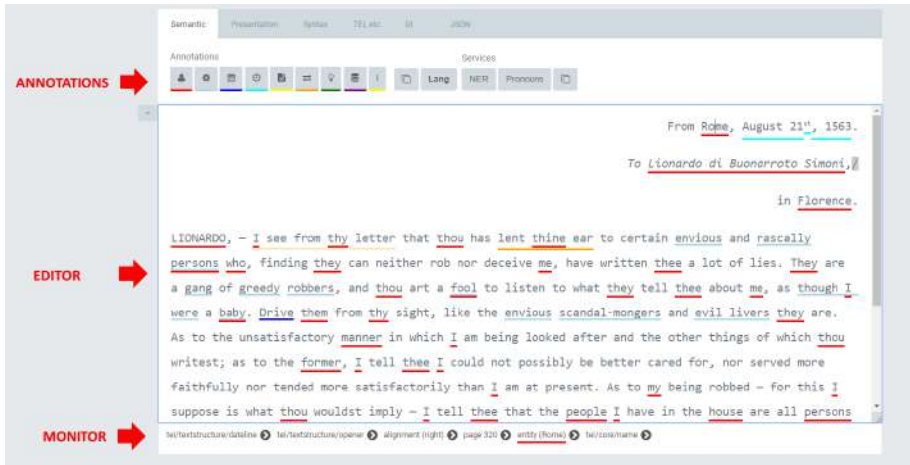 Semantic Presentation Syntax TEI, etc. UI JSON
Annotations Services
ANNOTATIONS
Lang NER Pronouns
From Rome, August 21st, 1563.
To Lionardo di Buonarroto Simoni,/
in Florence.
LIONARDO, — I see from thy letter that thou has lent thine ear to certain envious and rascally
persons who, finding they can neither rob nor deceive me, have written thee a lot of lies. They are
EDITOR
a gang of greedy robbers, and thou art a fool to listen to what they tell thee about me, as though I
were a baby. Drive them from thy sight, like the envious scandal-mongers and evil livers they are.
As to the unsatisfactory manner in which I am being looked after and the other things of which thou
writest; as to the former, I tell thee I could not possibly be better cared for, nor served more
faithfully nor tended more satisfactorily than I am at present. As to my being robbed — for this I
suppose is what thou wouldst imply — I tell thee that the people I have in the house are all persons
MONITOR
tei/textstructure/dateline tei/textstructure/opener alignment (right) page 320 entity (Rome) tei/core/name